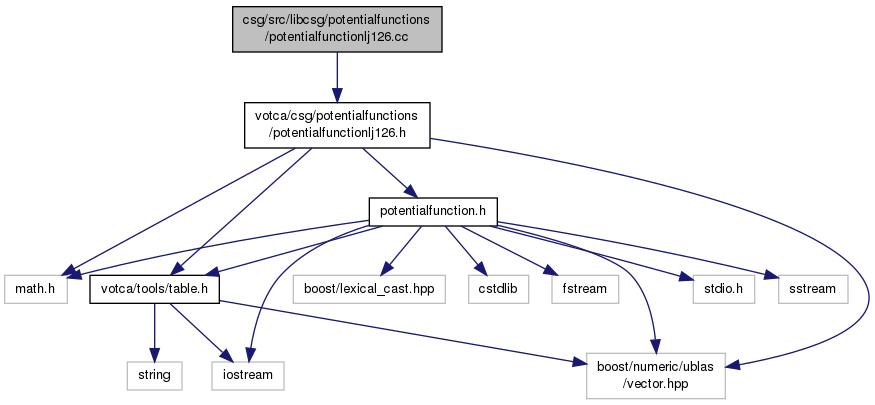 csg/src/libcsg/potentialfunctions
/potentialfunctionlj126.cc
votca/csg/potentialfunctions
/potentialfunctionlj126.h
potentialfunction.h
math.h
votca/tools/table.h
boost/lexical_cast.hpp
cstdlib
fstream
stdio.h
sstream
string
iostream
boost/numeric/ublas
/vector.hpp